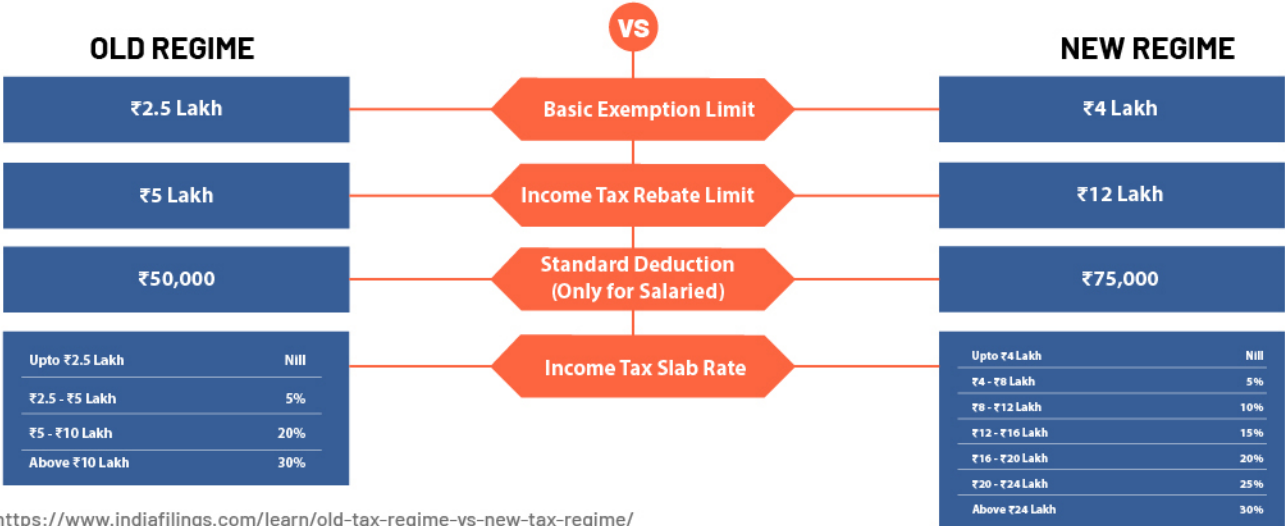 VS
OLD REGIME
NEW REGIME
₹2.5 Lakh
Basic Exemption Limit
₹4 Lakh
₹5 Lakh
Income Tax Rebate Limit
₹12 Lakh
₹50,000
Standard Deduction
(Only for Salaried)
₹75,000
Income Tax Slab Rate
Upto ₹2.5 Lakh Nill
₹2.5 - ₹5 Lakh 5%
₹5 - ₹10 Lakh 20%
Above ₹10 Lakh 30%
Upto ₹4 Lakh Nill
₹4 - ₹8 Lakh 5%
₹8 - ₹12 Lakh 10%
₹12 - ₹16 Lakh 15%
₹16 - ₹20 Lakh 20%
₹20 - ₹24 Lakh 25%
Above ₹24 Lakh 30%
https://www.indiafilings.com/learn/old-tax-regime-vs-new-tax-regime/